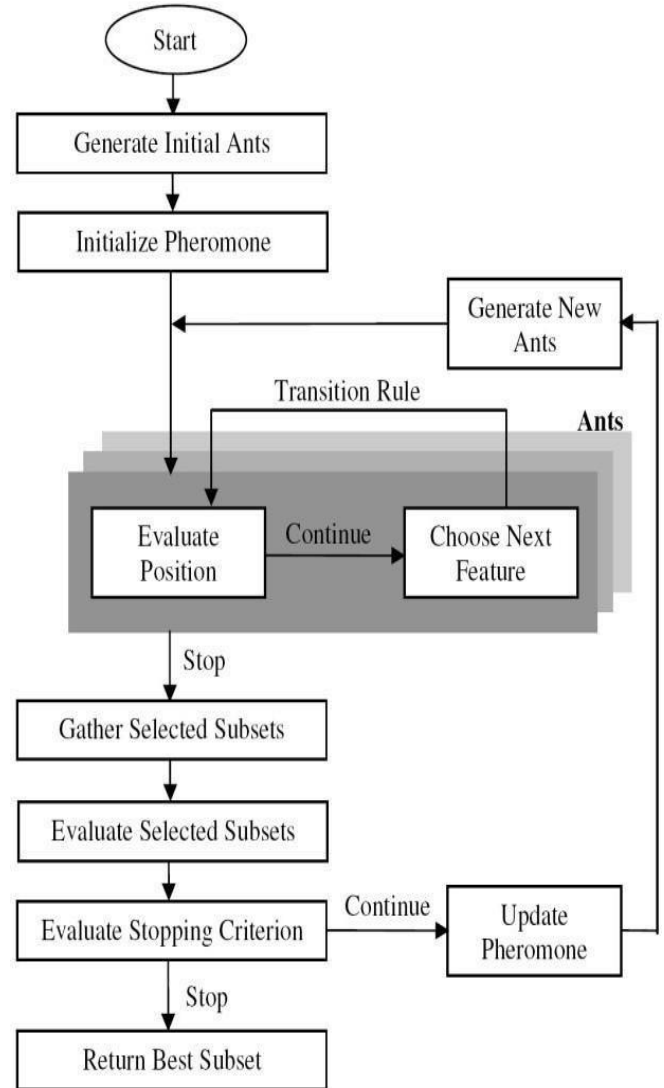 Start
Generate Initial Ants
Initialize Pheromone
Generate New
Ants
Transition Rule
Ants
Evaluate
Position
Continue
Choose Next
Feature
Stop
Gather Selected Subsets
Evaluate Selected Subsets
Evaluate Stopping Criterion
Continue
Update
Pheromone
Stop
Return Best Subset